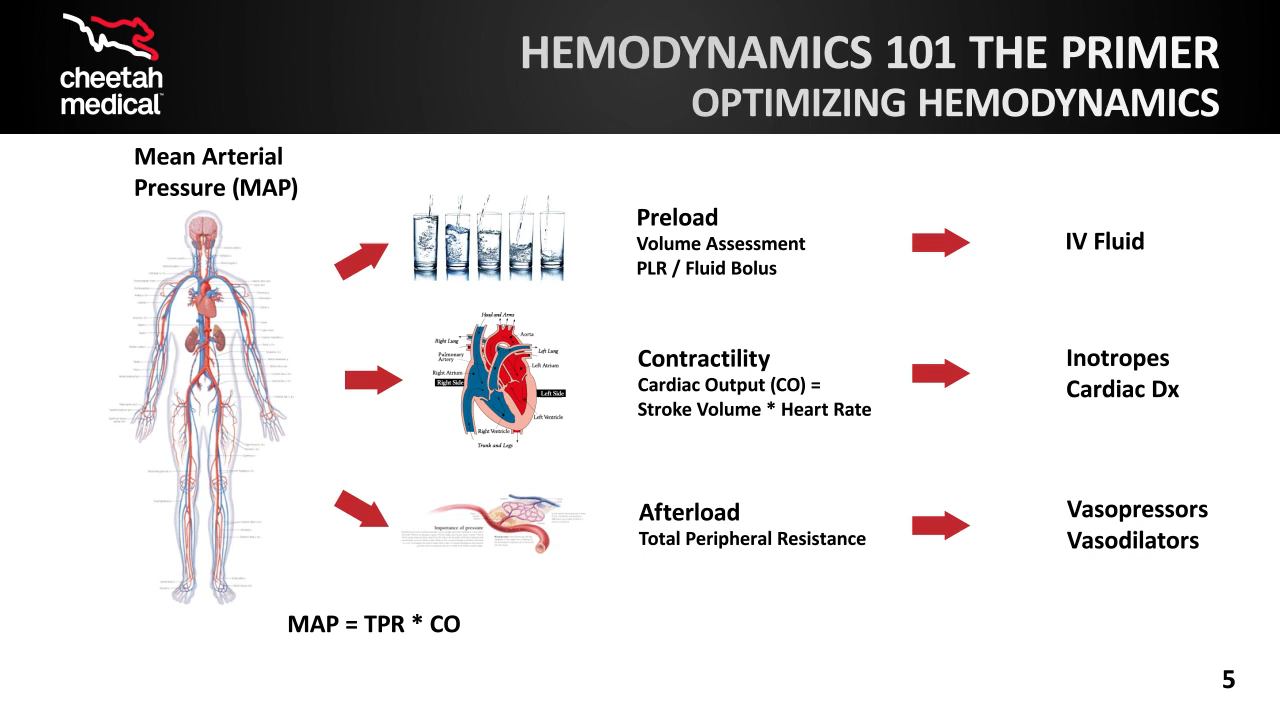 cheetah
medical
HEMODYNAMICS 101 THE PRIMER
OPTIMIZING HEMODYNAMICS
Mean Arterial
Pressure (MAP)
Preload
Volume Assessment
PLR / Fluid Bolus
IV Fluid
Head and Arms
Aorta
Right Lung
Left Lung
Pulmonary
Artery
Left Atrium
Right Atrium
Right Side
Left Side
Left Ventricle
Right Ventricle
Trunk and Legs
Contractility
Cardiac Output (CO) =
Stroke Volume * Heart Rate
Inotropes
Cardiac Dx
Importance of pressure
Afterload
Total Peripheral Resistance
Vasopressors
Vasodilators
MAP = TPR * CO
5